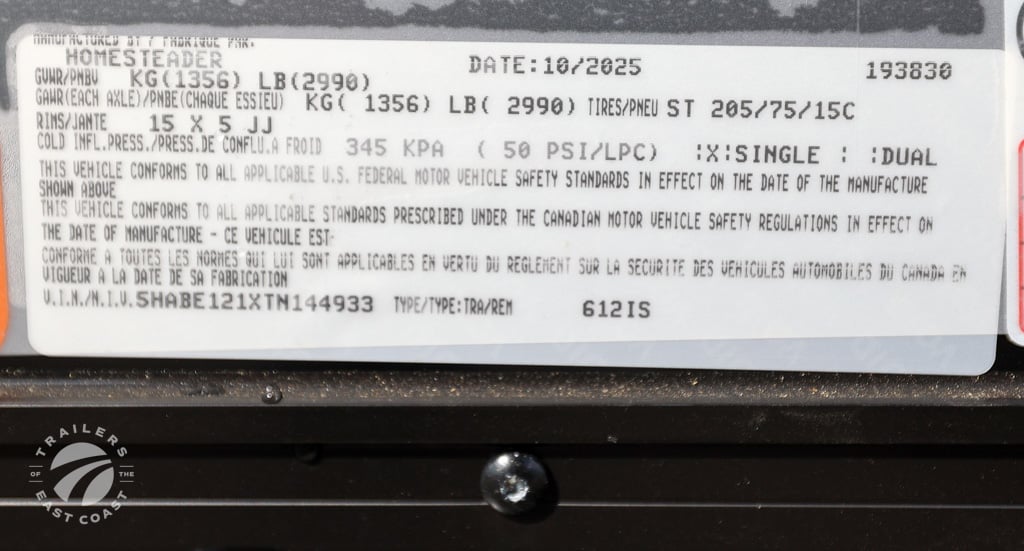 MANUFACTURED BY / FABRIQUE PAR:
HOMESTEADER DATE:10/2025 193830
GVWR/PNBV KG(1356) LB(2990)
GAWR(EACH AXLE)/PNBE(CHAQUE ESSIEU) KG( 1356) LB( 2990) TIRES/PNEU ST 205/75/15C
RIMS/JANTE 15 X 5 JJ
COLD INFL.PRESS./PRESS.DE CONFLU.A FROID 345 KPA ( 50 PSI/LPC) :X:SINGLE : :DUAL
THIS VEHICLE CONFORMS TO ALL APPLICABLE U.S. FEDERAL MOTOR VEHICLE SAFETY STANDARDS IN EFFECT ON THE DATE OF THE MANUFACTURE
SHOWN ABOVE
THIS VEHICLE CONFORMS TO ALL APPLICABLE STANDARDS PRESCRIBED UNDER THE CANADIAN MOTOR VEHICLE SAFETY REGULATIONS IN EFFECT ON
THE DATE OF MANUFACTURE - CE VEHICULE EST
CONFORME A TOUTES LES NORMES QUI LUI SONT APPLICABLES EN VERTU DU REGLEMENT SUR LA SECURITE DES VEHICULES AUTOMOBILES DU CANADA EN
VIGUEUR A LA DATE DE SA FABRICATION
V.I.N./N.I.V.5HABE121XTN144933 TYPE/TYPE:TRA/REM 612IS
TRAILERS
OF THE
EAST COAST